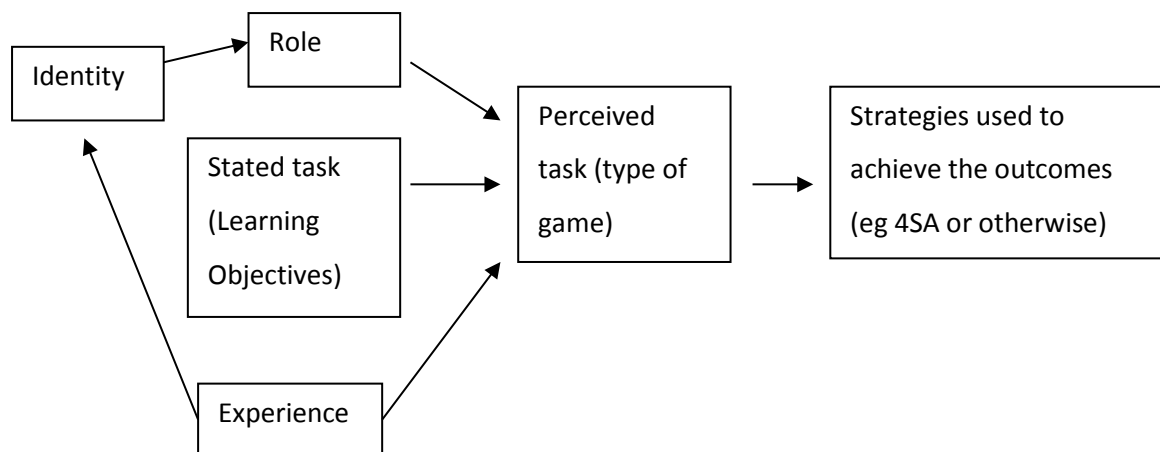 Identity
Role
Stated task
(Learning
Objectives)
Experience
Perceived
task (type of
game)
Strategies used to
achieve the outcomes
(eg 4SA or otherwise)